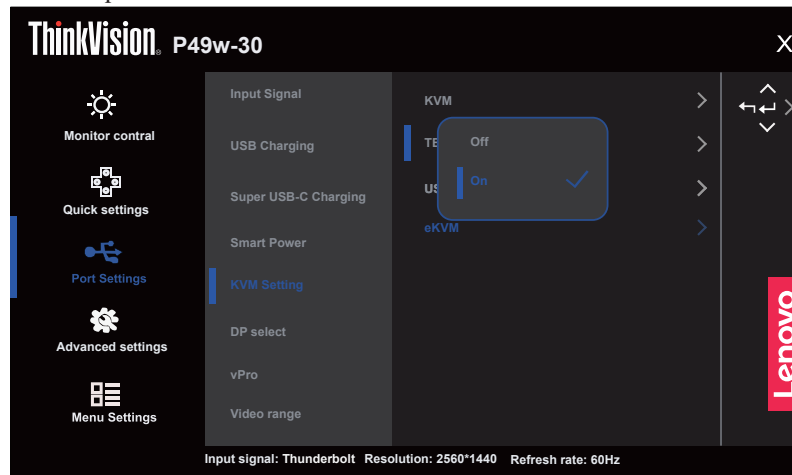 ThinkVision® P49w-30
X
Monitor contral
Quick settings
Port Settings
Advanced settings
Menu Settings
Input Signal
USB Charging
Super USB-C Charging
Smart Power
KVM Setting
DP select
vPro
Video range
KVM
TE
US
eKVM
Off
On
Lenovo
Input signal: Thunderbolt Resolution: 2560*1440 Refresh rate: 60Hz